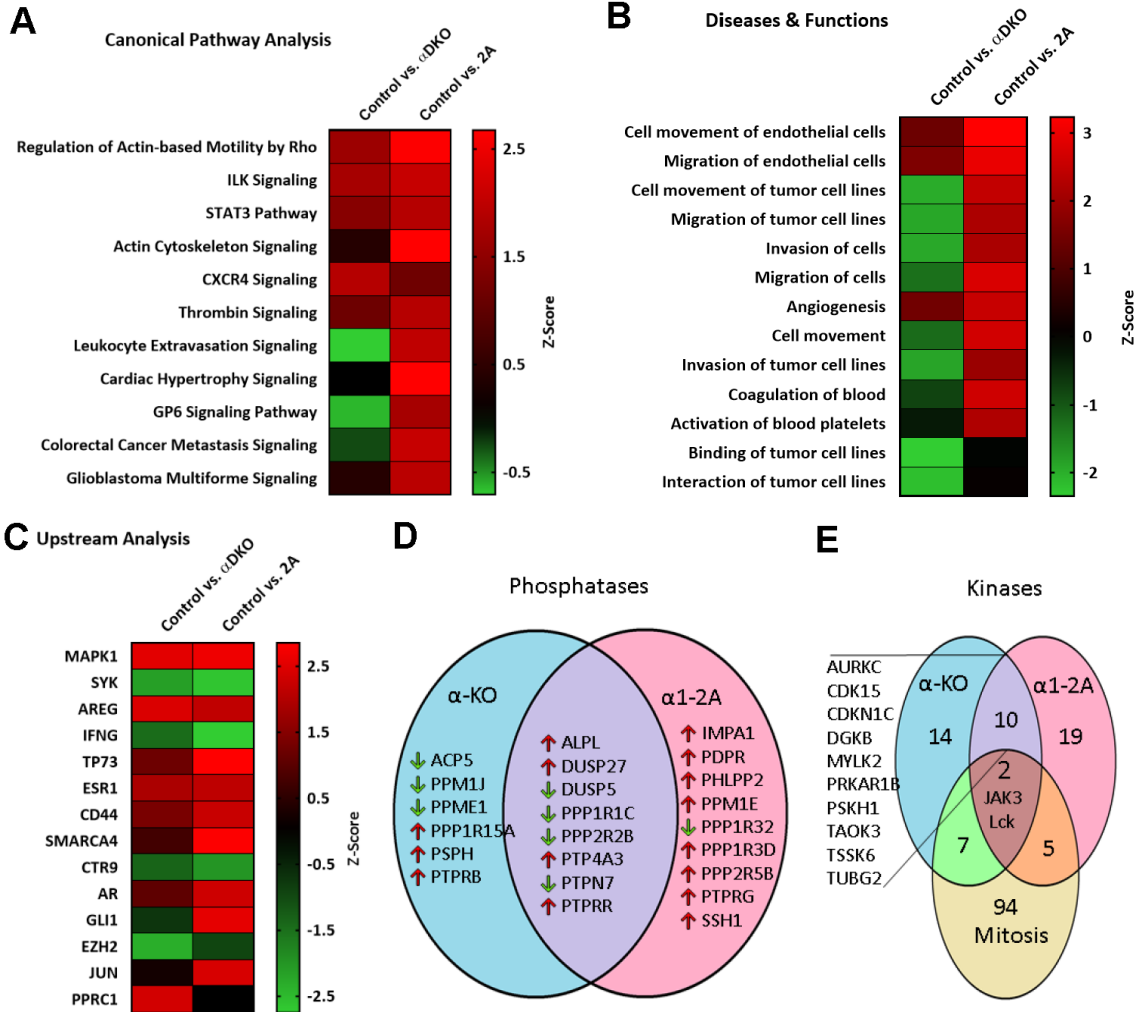 A
Canonical Pathway Analysis
Control vs. αDKO
Control vs. 2A
Regulation of Actin-based Motility by Rho
ILK Signaling
STAT3 Pathway
Actin Cytoskeleton Signaling
CXCR4 Signaling
Thrombin Signaling
Leukocyte Extravasation Signaling
Cardiac Hypertrophy Signaling
GP6 Signaling Pathway
Colorectal Cancer Metastasis Signaling
Glioblastoma Multiforme Signaling
2.5
1.5
0.5
-0.5
Z-Score
B
Diseases & Functions
Control vs. αDKO
Control vs. 2A
Cell movement of endothelial cells
Migration of endothelial cells
Cell movement of tumor cell lines
Migration of tumor cell lines
Invasion of cells
Migration of cells
Angiogenesis
Cell movement
Invasion of tumor cell lines
Coagulation of blood
Activation of blood platelets
Binding of tumor cell lines
Interaction of tumor cell lines
3
2
1
0
-1
-2
Z-Score
C
Upstream Analysis
Control vs. αDKO
Control vs. 2A
MAPK1
SYK
AREG
IFNG
TP73
ESR1
CD44
SMARCA4
CTR9
AR
GLI1
EZH2
JUN
PPRC1
2.5
1.5
0.5
-0.5
-1.5
-2.5
Z-Score
D
Phosphatases
α-KO
↓ACP5
↓PPM1J
↓PPME1
↑PPP1R15A
↑PSPH
↑PTPRB
↑ALPL
↑DUSP27
↓DUSP5
↓PPP1R1C
↓PPP2R2B
↑PTP4A3
↓PTPN7
↑PTPRR
α1-2A
↑IMPA1
↑PDPR
↑PHLPP2
↑PPM1E
↓PPP1R32
↑PPP1R3D
↑PPP2R5B
↑PTPRG
↑SSH1
E
Kinases
AURKC
CDK15
CDKN1C
DGKB
MYLK2
PRKAR1B
PSKH1
TAOK3
TSSK6
TUBG2
α-KO
α1-2A
14
10
19
2
JAK3
Lck
7
5
94
Mitosis